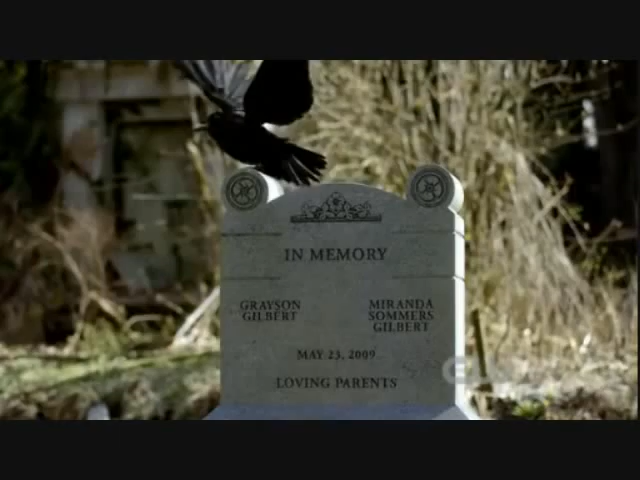 IN MEMORY
GRAYSON
GILBERT
MIRANDA
SOMMERS
GILBERT
MAY 23, 2009
LOVING PARENTS